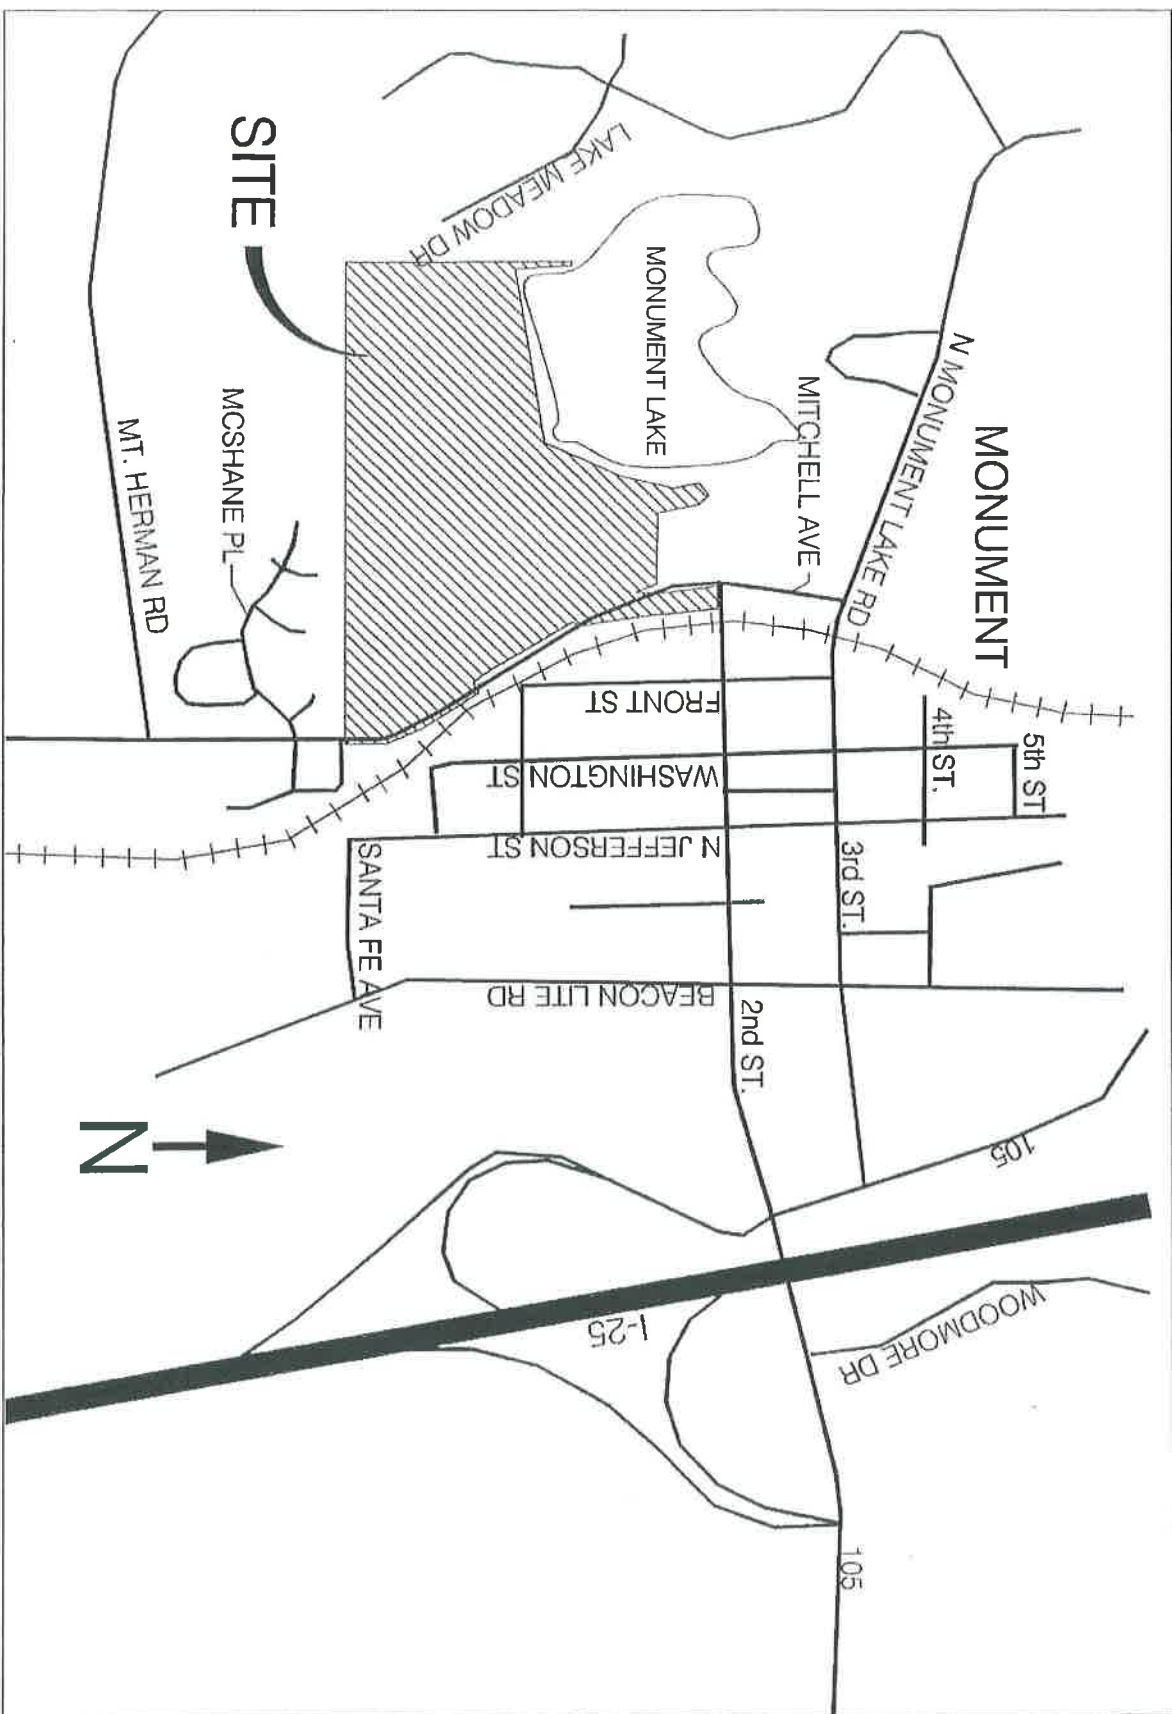 MONUMENT
5th ST
4th ST.
N MONUMENT LAKE RD
3rd ST.
105
WOODMORE DR
105
MITCHELL AVE
2nd ST.
MONUMENT LAKE
LAKE MEADOW DR
FRONT ST
WASHINGTON ST
N JEFFERSON ST
BEACON LITE RD
I-25
SANTA FE AVE
SITE
MCSHANE PL
MT. HERMAN RD
N